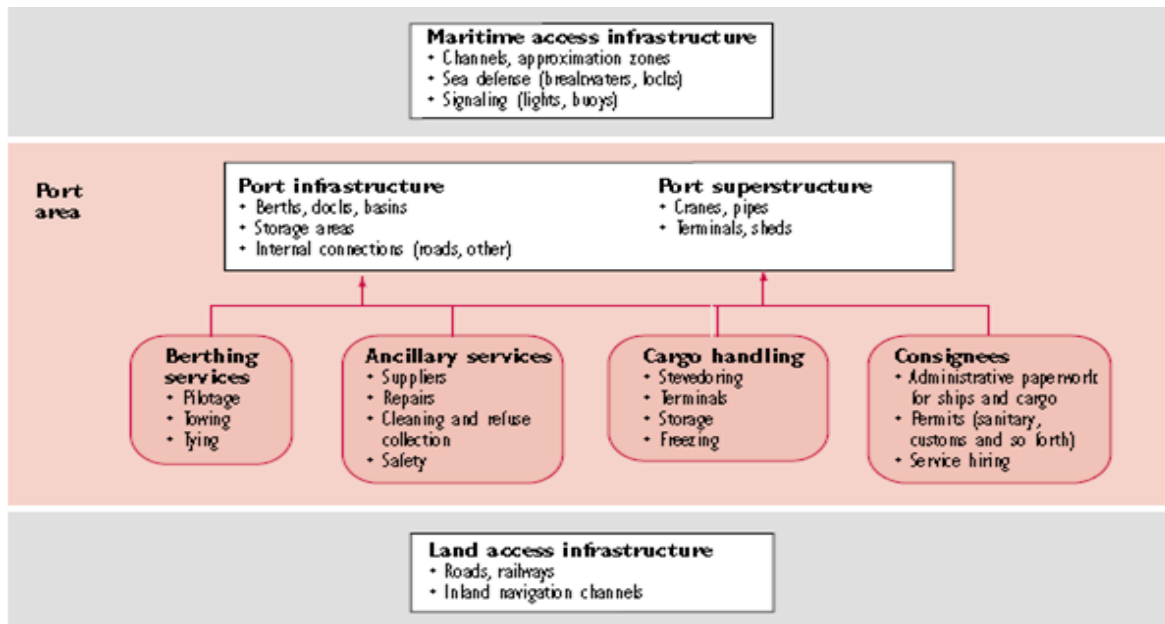 Maritime access infrastructure
• Channels, approximation zones
• Sea defense (breakwaters, locks)
• Signaling (lights, buoys)
Port
area
Port infrastructure
• Berths, docks, basins
• Storage areas
• Internal connections (roads, other)
Port superstructure
• Cranes, pipes
• Terminals, sheds
Berthing
services
• Pilotage
• Towing
• Tying
Ancillary services
• Suppliers
• Repairs
• Cleaning and refuse
collection
• Safety
Cargo handling
• Stevedoring
• Terminals
• Storage
• Freezing
Consignees
• Administrative paperwork
for ships and cargo
• Permits (sanitary,
customs and so forth)
• Service hiring
Land access infrastructure
• Roads, railways
• Inland navigation channels